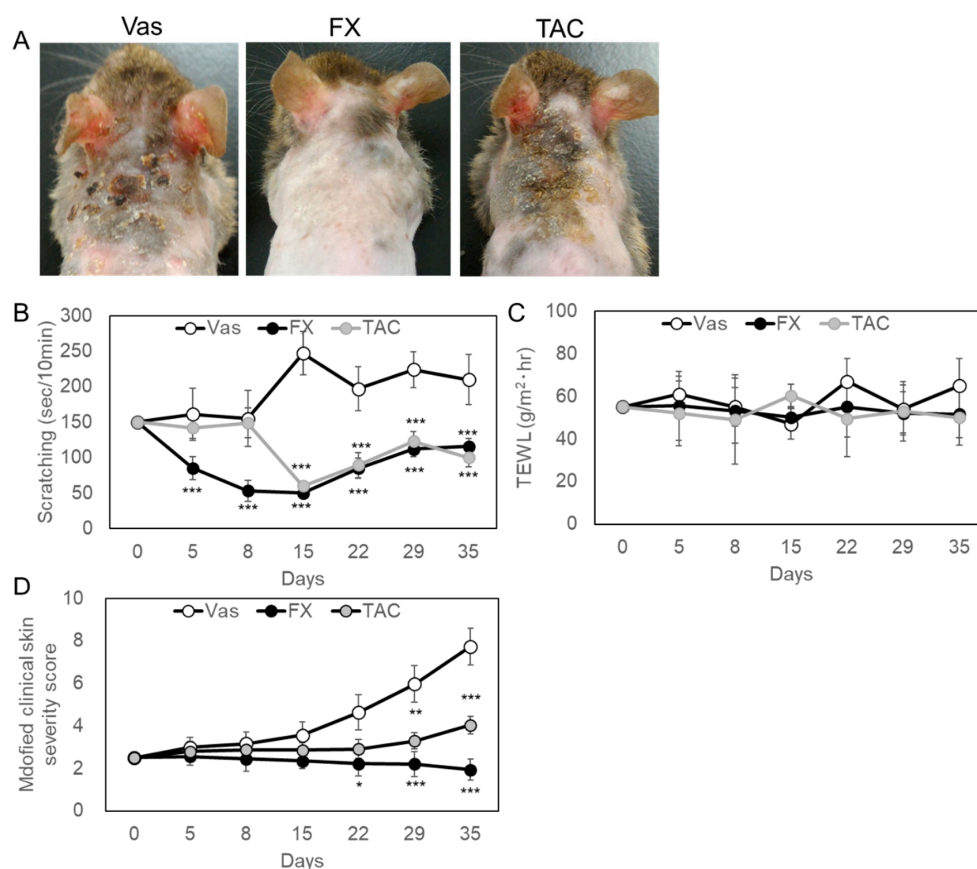 A
Vas FX TAC
B
300
250
200
150
100
50
0
Scratching (sec/10min)
Vas FX TAC
***
***
***
***
***
***
***
***
***
***
0 5 8 15 22 29 35
Days
C
100
80
60
40
20
0
TEWL (g/m²·hr)
Vas FX TAC
0 5 8 15 22 29 35
Days
D
10
8
6
4
2
0
Mdofied clinical skin
severity score
Vas FX TAC
**
***
*
***
***
0 5 8 15 22 29 35
Days